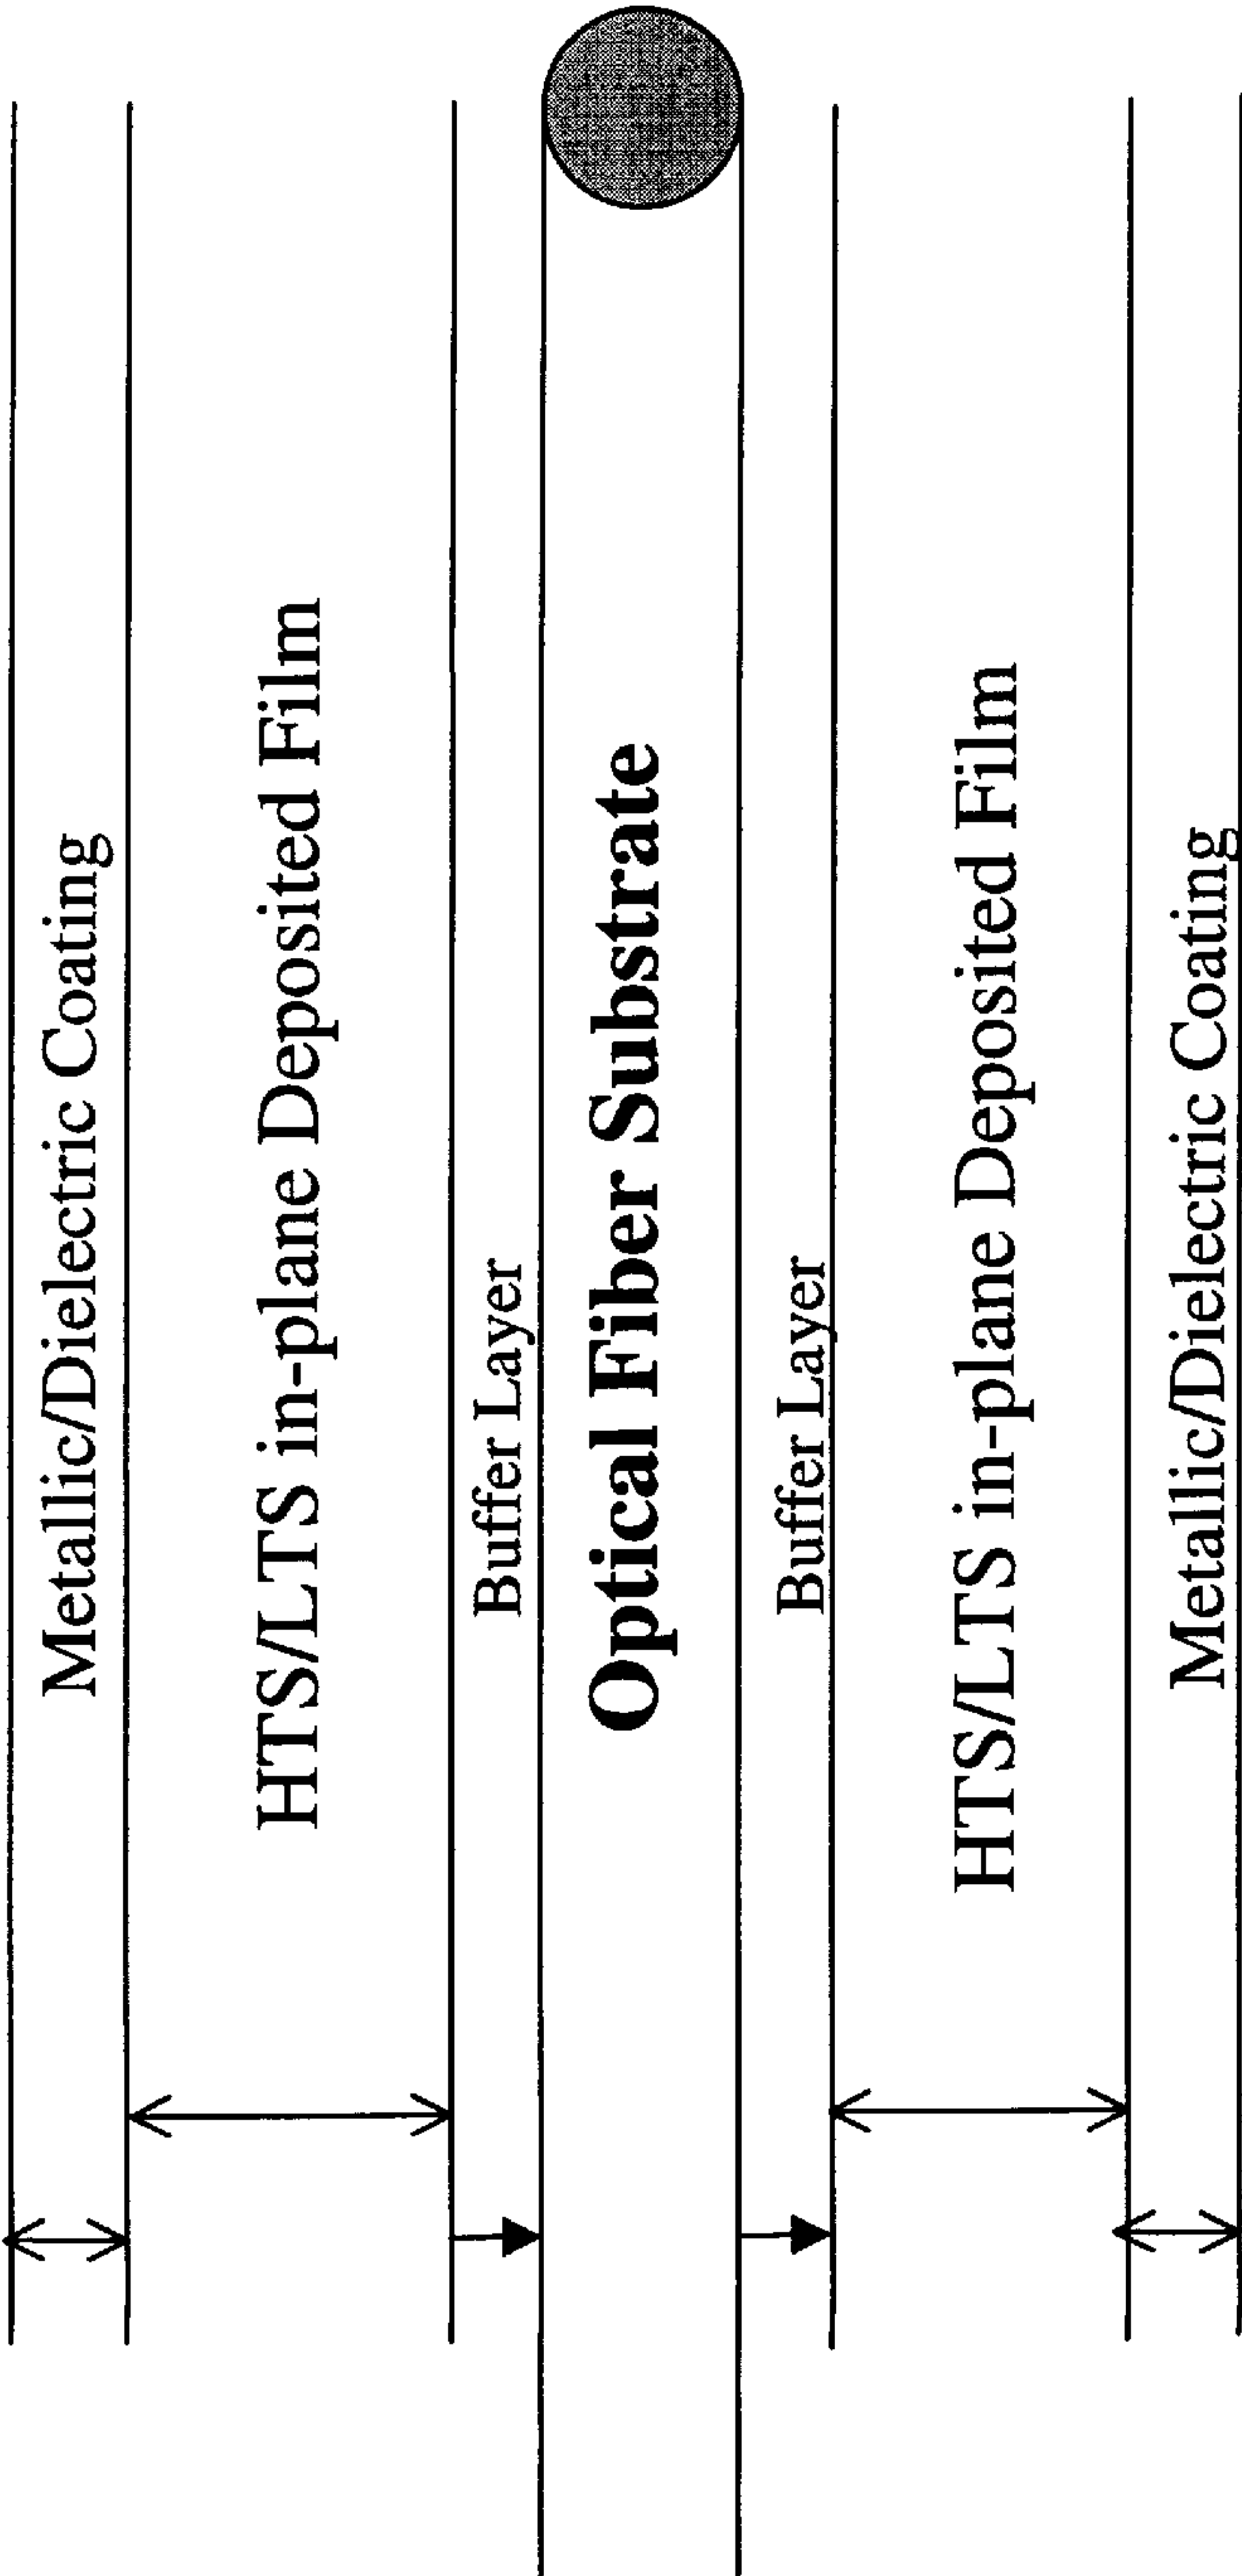 Metallic/Dielectric Coating
HTS/LTS in-plane Deposited Film
Buffer Layer
Optical Fiber Substrate
Buffer Layer
HTS/LTS in-plane Deposited Film
Metallic/Dielectric Coating